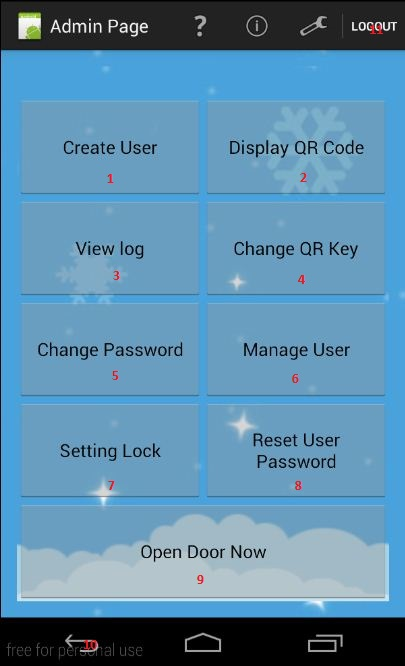 Admin Page
? i LOGOUT
11
Create User
1
Display QR Code
2
View log
3
Change QR Key
4
Change Password
5
Manage User
6
Setting Lock
7
Reset User
Password
8
Open Door Now
9
10
free for personal use